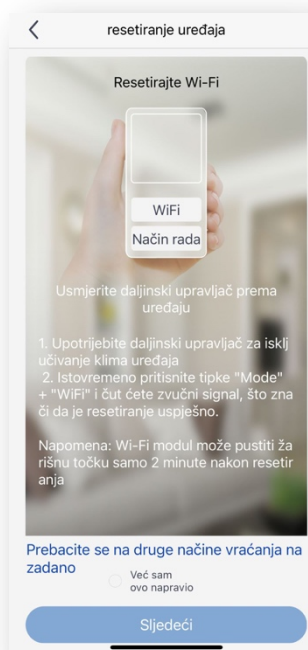 resetiranje uređaja
Resetirajte Wi-Fi
WiFi
Način rada
Usmjerite daljinski upravljač prema
uređaju
1. Upotrijebite daljinski upravljač za isklj
učivanje klima uređaja
2. Istovremeno pritisnite tipke "Mode"
+ "WiFi" i čut ćete zvučni signal, što zna
či da je resetiranje uspješno.
Napomena: Wi-Fi modul može pustiti ža
rišnu točku samo 2 minute nakon resetir
anja
Prebacite se na druge načine vraćanja na
zadano
Već sam
ovo napravio
Sljedeći